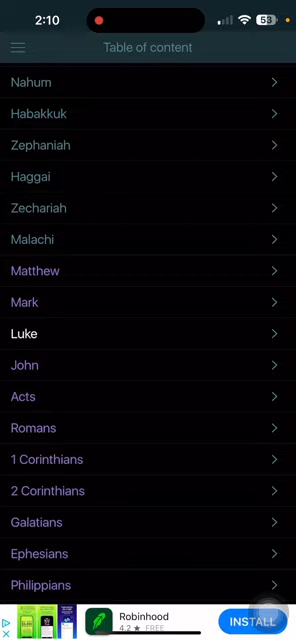 2:10
53
Table of content
Nahum
Habakkuk
Zephaniah
Haggai
Zechariah
Malachi
Matthew
Mark
Luke
John
Acts
Romans
1 Corinthians
2 Corinthians
Galatians
Ephesians
Philippians
Robinhood
4.2 ★ FREE
INSTALL